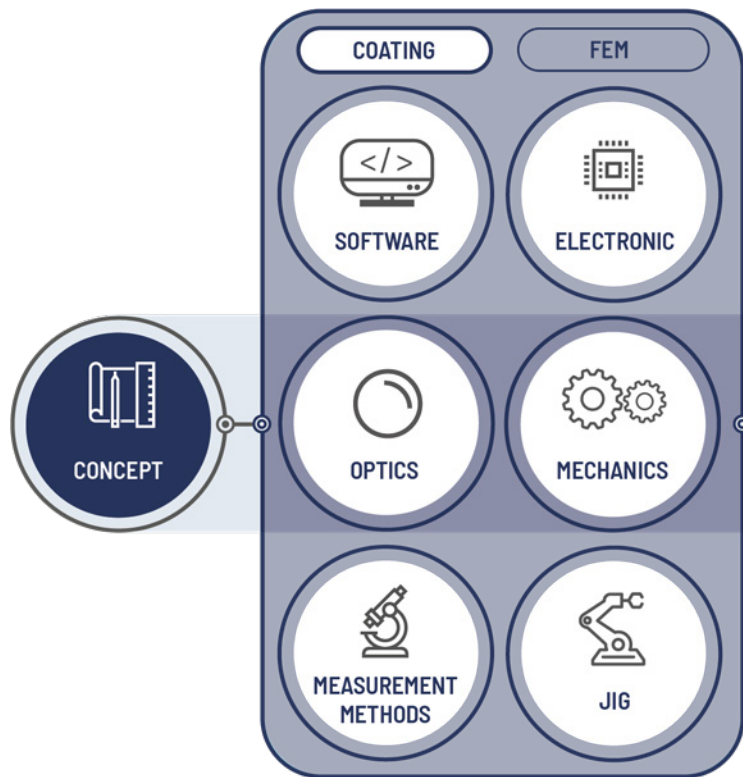 COATING
FEM
</>
SOFTWARE
ELECTRONIC
CONCEPT
OPTICS
MECHANICS
MEASUREMENT
METHODS
JIG